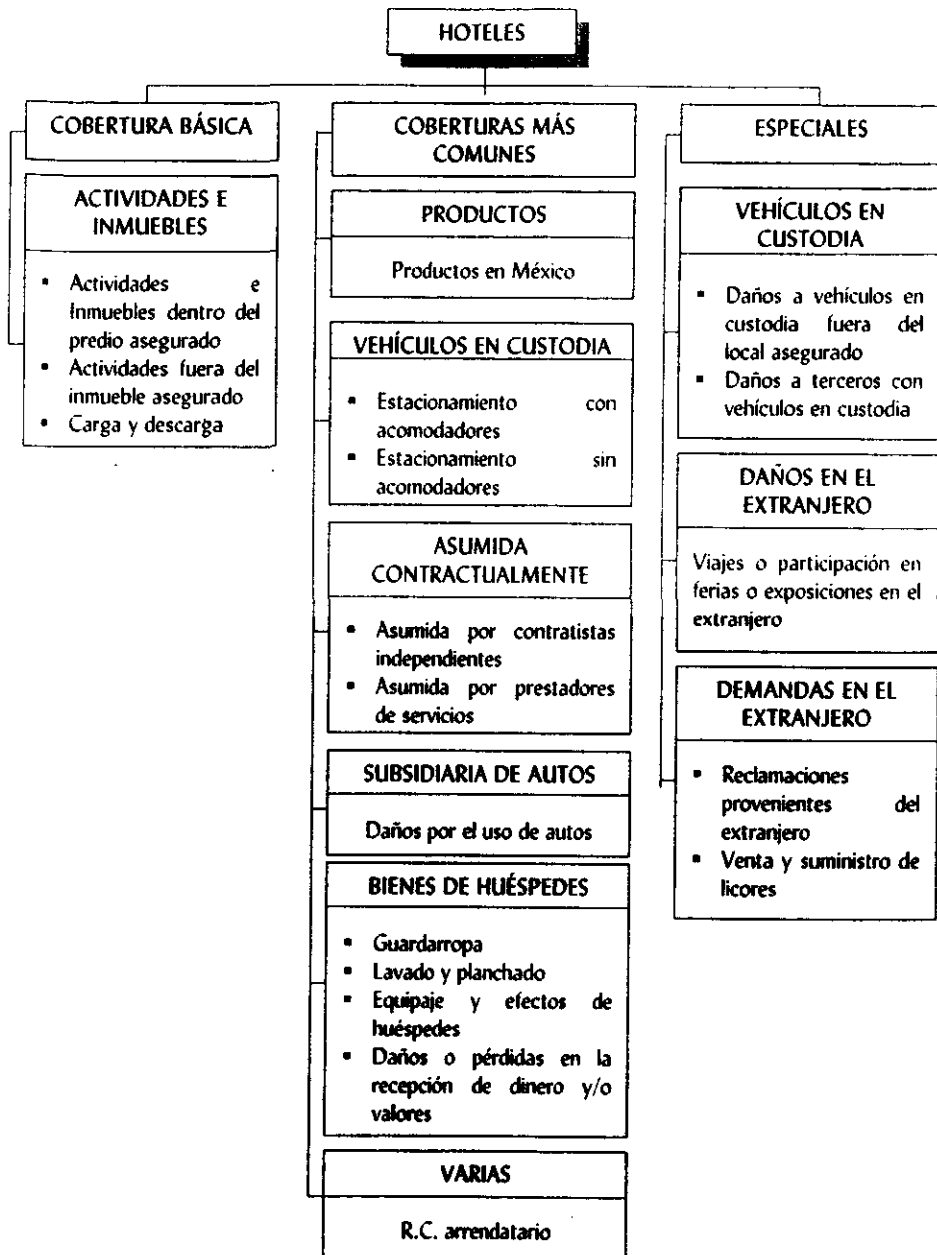 HOTELES
COBERTURA BÁSICA
ACTIVIDADES E
INMUEBLES
▪ Actividades e
Inmuebles dentro del
predio asegurado
▪ Actividades fuera del
inmueble asegurado
▪ Carga y descarga
COBERTURAS MÁS
COMUNES
PRODUCTOS
Productos en México
VEHÍCULOS EN CUSTODIA
▪ Estacionamiento con
acomodadores
▪ Estacionamiento sin
acomodadores
ASUMIDA
CONTRACTUALMENTE
▪ Asumida por contratistas
independientes
▪ Asumida por prestadores
de servicios
SUBSIDIARIA DE AUTOS
Daños por el uso de autos
BIENES DE HUÉSPEDES
▪ Guardarropa
▪ Lavado y planchado
▪ Equipaje y efectos de
huéspedes
▪ Daños o pérdidas en la
recepción de dinero y/o
valores
VARIAS
R.C. arrendatario
ESPECIALES
VEHÍCULOS EN
CUSTODIA
▪ Daños a vehículos en
custodia fuera del
local asegurado
▪ Daños a terceros con
vehículos en custodia
DAÑOS EN EL
EXTRANJERO
Viajes o participación en
ferias o exposiciones en el
extranjero
DEMANDAS EN EL
EXTRANJERO
▪ Reclamaciones
provenientes del
extranjero
▪ Venta y suministro de
licores